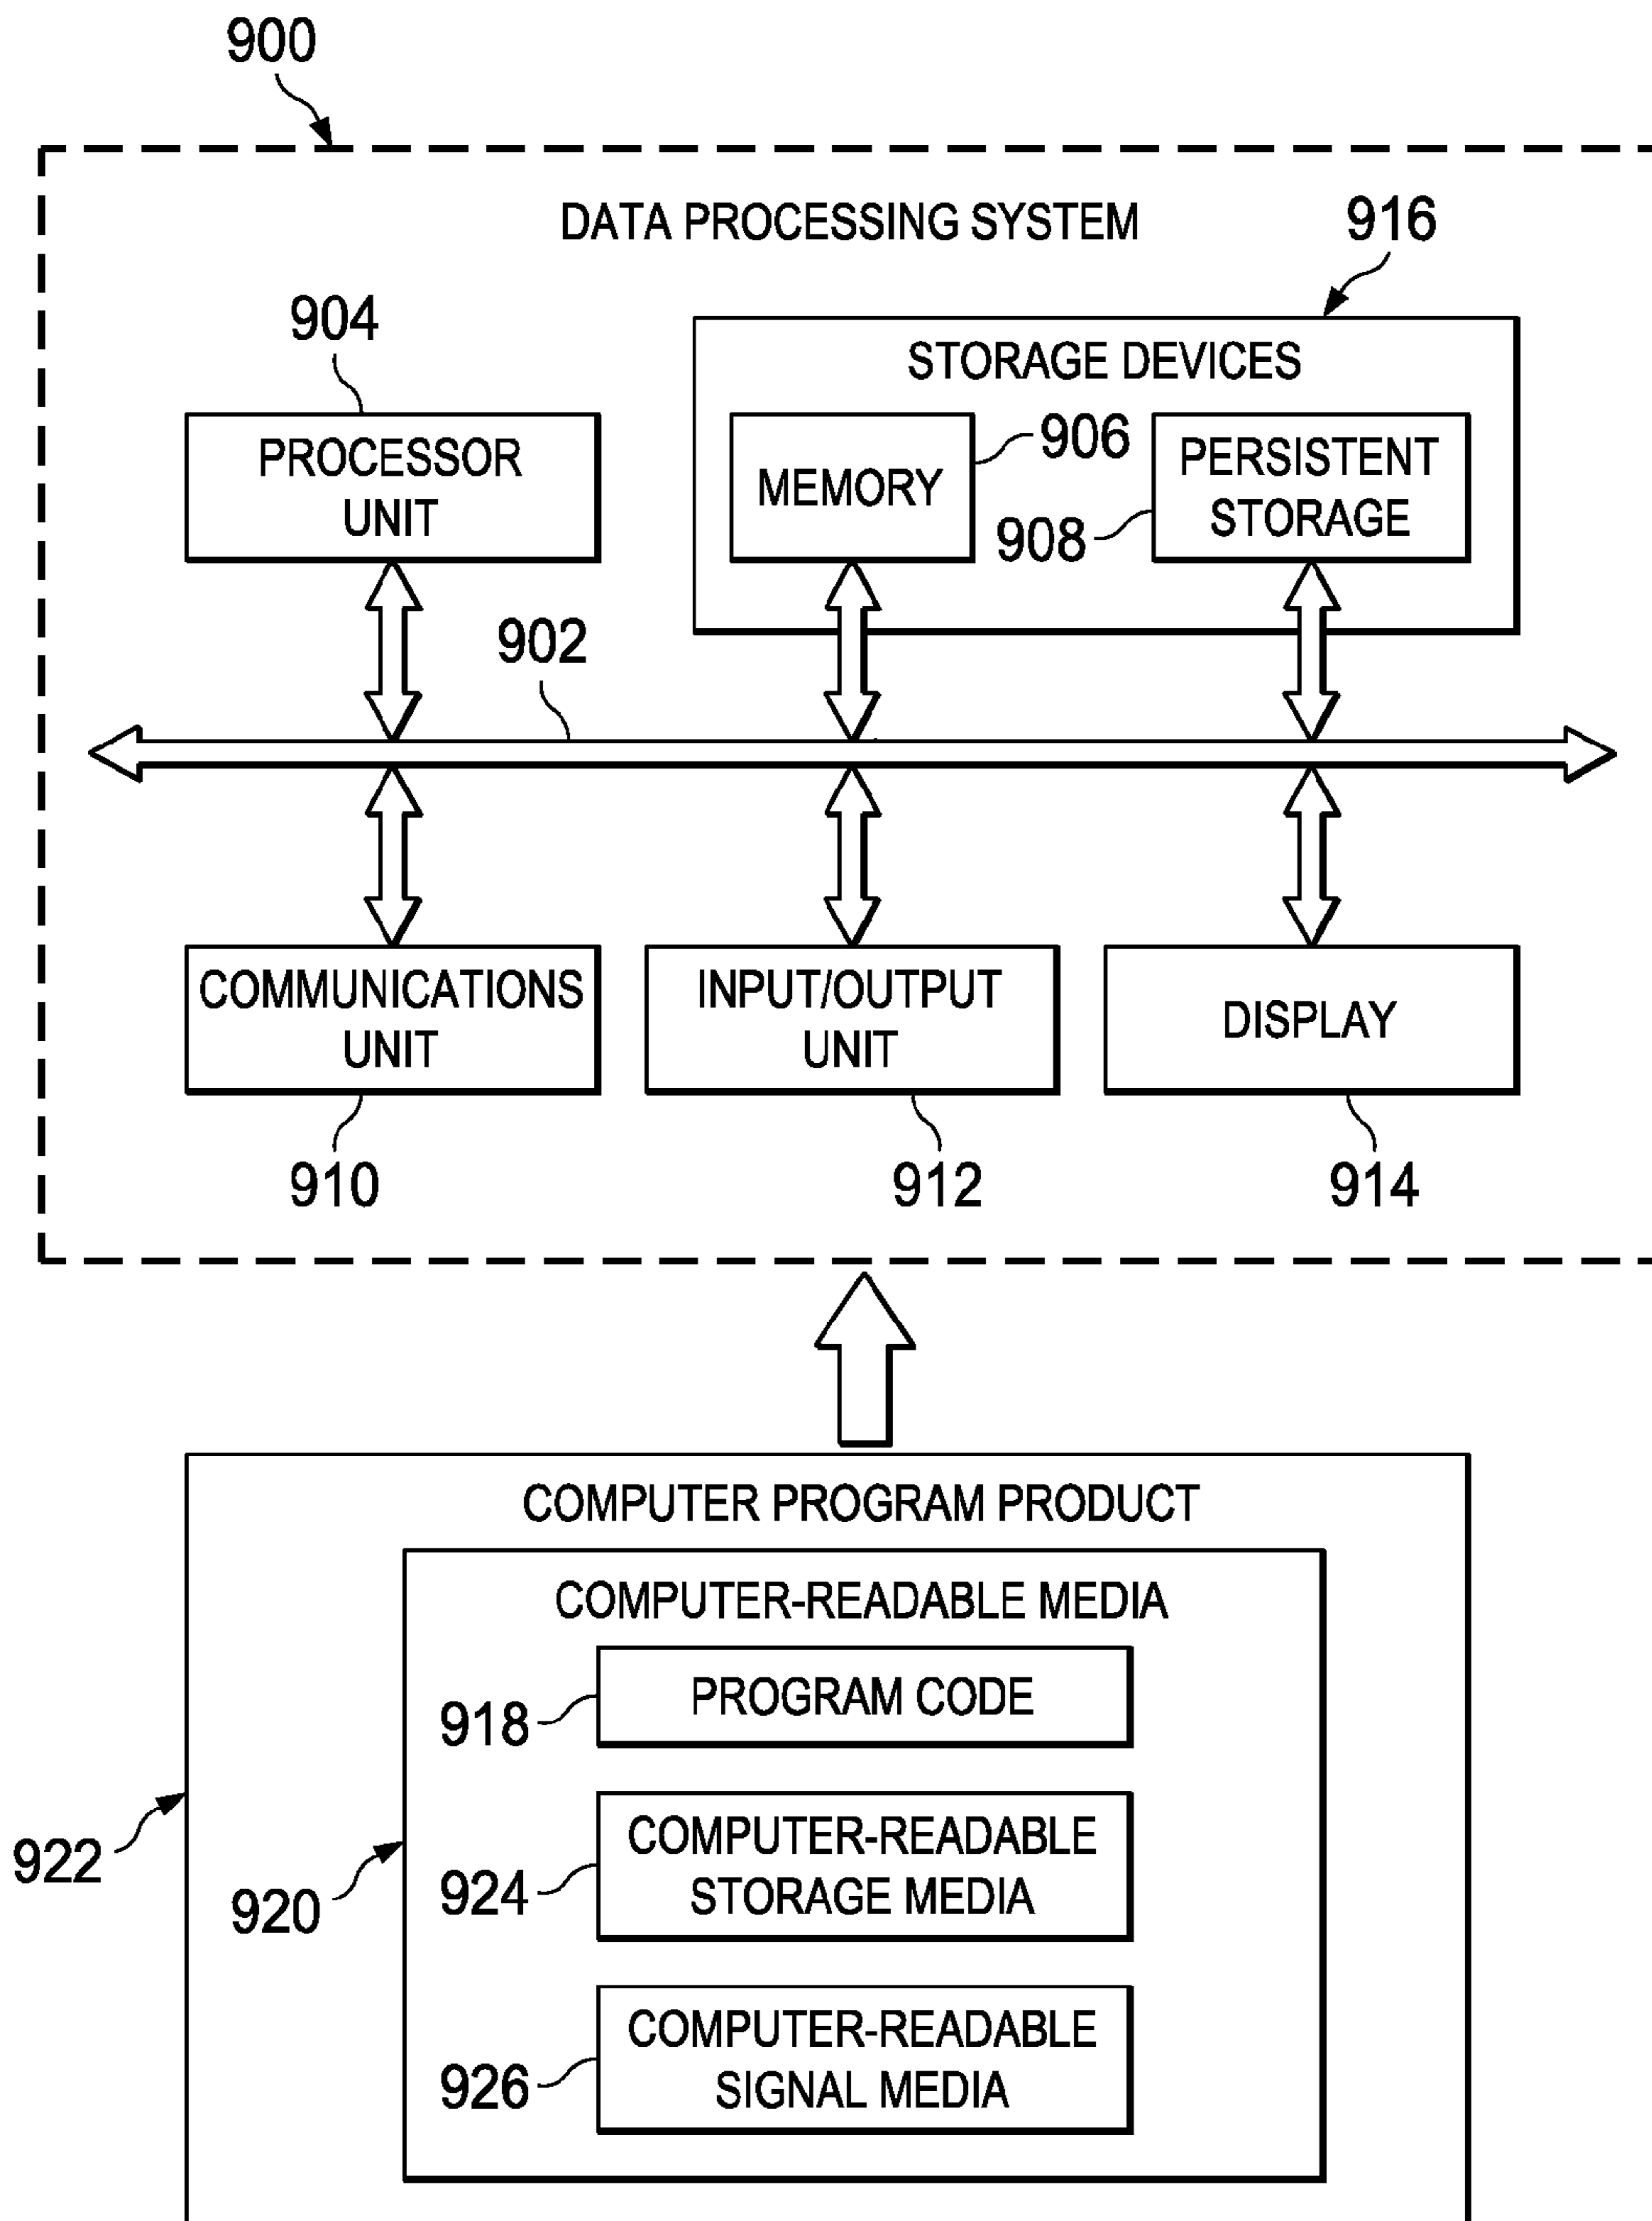 900
DATA PROCESSING SYSTEM
916
904
STORAGE DEVICES
PROCESSOR
UNIT
MEMORY
906
908
PERSISTENT
STORAGE
902
COMMUNICATIONS
UNIT
INPUT/OUTPUT
UNIT
DISPLAY
910
912
914
COMPUTER PROGRAM PRODUCT
COMPUTER-READABLE MEDIA
918
PROGRAM CODE
922
920
924
COMPUTER-READABLE
STORAGE MEDIA
926
COMPUTER-READABLE
SIGNAL MEDIA